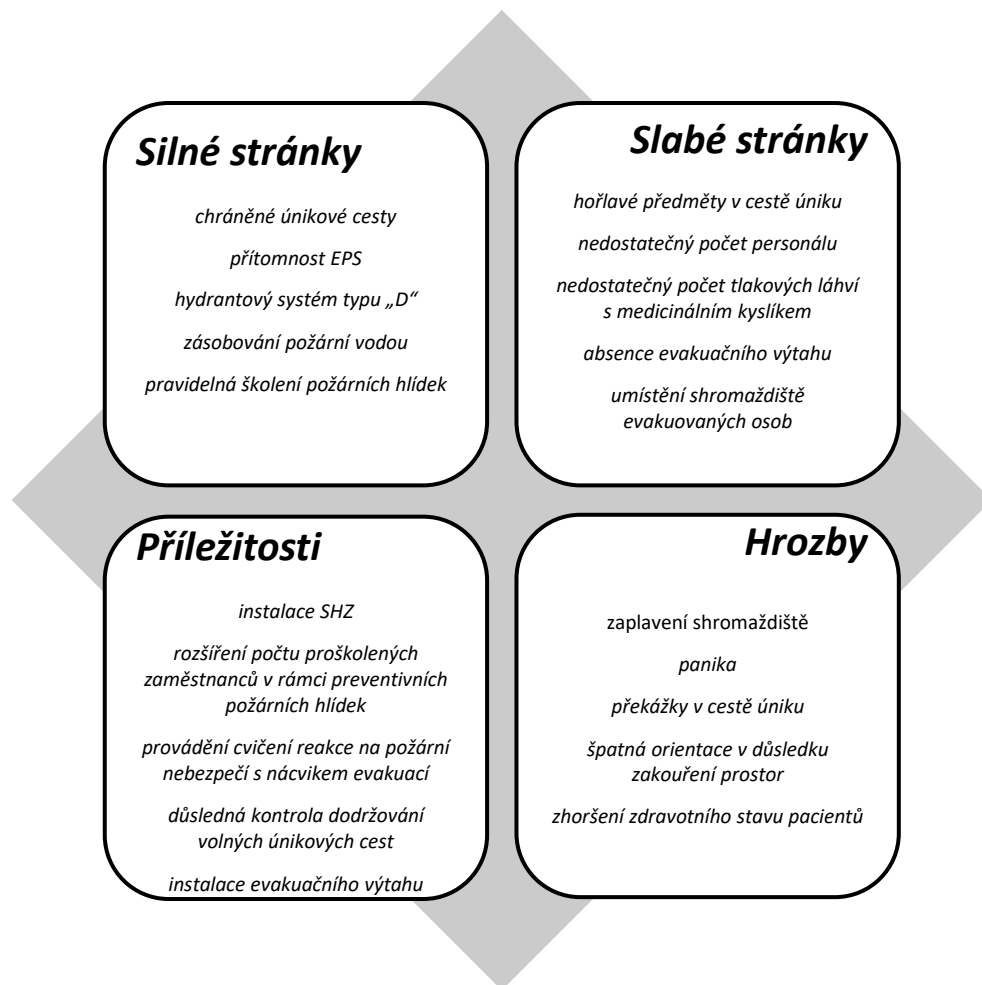 Silné stránky
chráněné únikové cesty
přítomnost EPS
hydrantový systém typu „D“
zásobování požární vodou
pravidelná školení požárních hlídek
Slabé stránky
hořlavé předměty v cestě úniku
nedostatečný počet personálu
nedostatečný počet tlakových láhví
s medicinálním kyslíkem
absence evakuačního výtahu
umístění shromaždiště
evakuovaných osob
Příležitosti
instalace SHZ
rozšíření počtu proškolených
zaměstnanců v rámci preventivních
požárních hlídek
provádění cvičení reakce na požární
nebezpečí s nácvikem evakuací
důsledná kontrola dodržování
volných únikových cest
instalace evakuačního výtahu
Hrozby
zaplavení shromaždiště
panika
překážky v cestě úniku
špatná orientace v důsledku
zakouření prostor
zhoršení zdravotního stavu pacientů